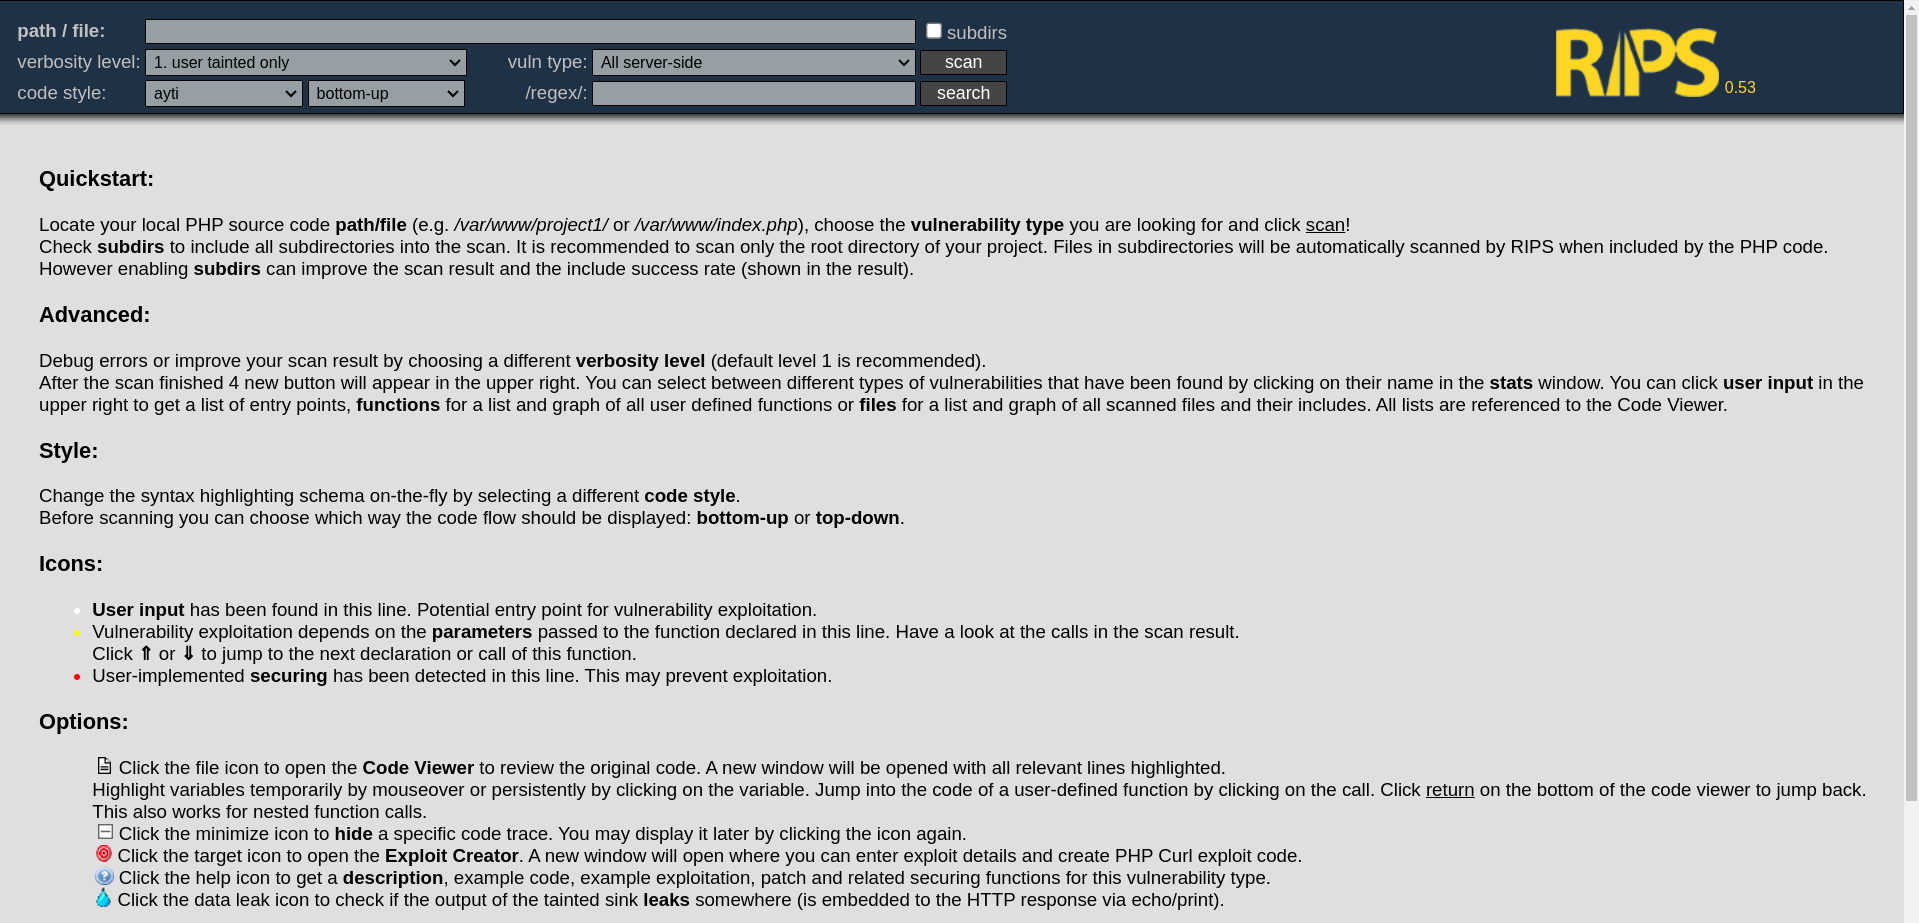 path / file: subdirs
verbosity level: 1. user tainted only vuln type: All server-side scan
code style: ayti bottom-up /regex/: search
RIPS 0.53
Quickstart:
Locate your local PHP source code path/file (e.g. /var/www/project1/ or /var/www/index.php), choose the vulnerability type you are looking for and click scan!
Check subdirs to include all subdirectories into the scan. It is recommended to scan only the root directory of your project. Files in subdirectories will be automatically scanned by RIPS when included by the PHP code.
However enabling subdirs can improve the scan result and the include success rate (shown in the result).
Advanced:
Debug errors or improve your scan result by choosing a different verbosity level (default level 1 is recommended).
After the scan finished 4 new button will appear in the upper right. You can select between different types of vulnerabilities that have been found by clicking on their name in the stats window. You can click user input in the
upper right to get a list of entry points, functions for a list and graph of all user defined functions or files for a list and graph of all scanned files and their includes. All lists are referenced to the Code Viewer.
Style:
Change the syntax highlighting schema on-the-fly by selecting a different code style.
Before scanning you can choose which way the code flow should be displayed: bottom-up or top-down.
Icons:
User input has been found in this line. Potential entry point for vulnerability exploitation.
Vulnerability exploitation depends on the parameters passed to the function declared in this line. Have a look at the calls in the scan result.
Click ⇑ or ⇓ to jump to the next declaration or call of this function.
User-implemented securing has been detected in this line. This may prevent exploitation.
Options:
Click the file icon to open the Code Viewer to review the original code. A new window will be opened with all relevant lines highlighted.
Highlight variables temporarily by mouseover or persistently by clicking on the variable. Jump into the code of a user-defined function by clicking on the call. Click return on the bottom of the code viewer to jump back.
This also works for nested function calls.
Click the minimize icon to hide a specific code trace. You may display it later by clicking the icon again.
Click the target icon to open the Exploit Creator. A new window will open where you can enter exploit details and create PHP Curl exploit code.
Click the help icon to get a description, example code, example exploitation, patch and related securing functions for this vulnerability type.
Click the data leak icon to check if the output of the tainted sink leaks somewhere (is embedded to the HTTP response via echo/print).